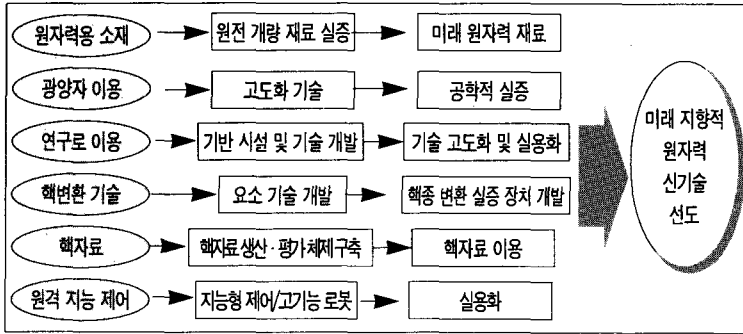 원자력용 소재 원전 개량 재료 실증 미래 원자력 재료
광양자 이용 고도화 기술 공학적 실증
연구로 이용 기반 시설 및 기술 개발 기술 고도화 및 실용화
핵변환 기술 요소 기술 개발 핵종 변환 실증 장치 개발
핵자료 핵자료 생산·평가 체제 구축 핵자료 이용
원격 지능 제어 지능형 제어/고기능 로봇 실용화
미래 지향적
원자력
신기술
선도